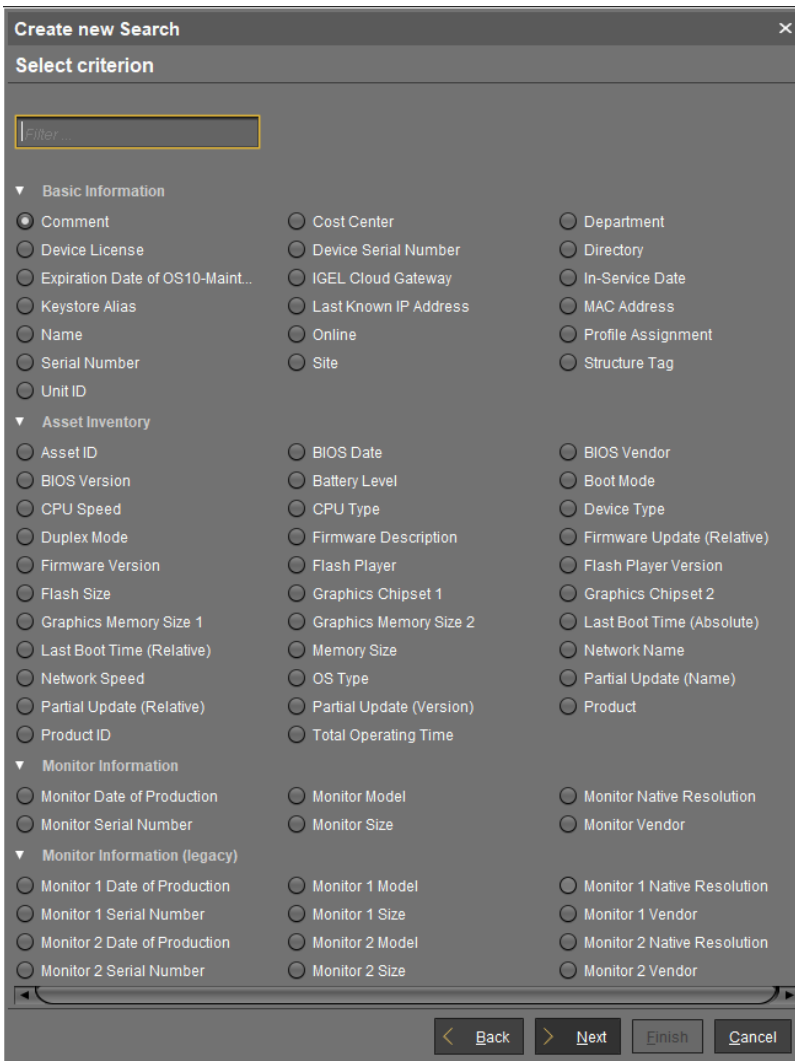 Create new Search
Select criterion
Filter ...
Basic Information
Comment Cost Center Department
Device License Device Serial Number Directory
Expiration Date of OS10-Maint... IGEL Cloud Gateway In-Service Date
Keystore Alias Last Known IP Address MAC Address
Name Online Profile Assignment
Serial Number Site Structure Tag
Unit ID
Asset Inventory
Asset ID BIOS Date BIOS Vendor
BIOS Version Battery Level Boot Mode
CPU Speed CPU Type Device Type
Duplex Mode Firmware Description Firmware Update (Relative)
Firmware Version Flash Player Flash Player Version
Flash Size Graphics Chipset 1 Graphics Chipset 2
Graphics Memory Size 1 Graphics Memory Size 2 Last Boot Time (Absolute)
Last Boot Time (Relative) Memory Size Network Name
Network Speed OS Type Partial Update (Name)
Partial Update (Relative) Partial Update (Version) Product
Product ID Total Operating Time
Monitor Information
Monitor Date of Production Monitor Model Monitor Native Resolution
Monitor Serial Number Monitor Size Monitor Vendor
Monitor Information (legacy)
Monitor 1 Date of Production Monitor 1 Model Monitor 1 Native Resolution
Monitor 1 Serial Number Monitor 1 Size Monitor 1 Vendor
Monitor 2 Date of Production Monitor 2 Model Monitor 2 Native Resolution
Monitor 2 Serial Number Monitor 2 Size Monitor 2 Vendor
Back Next Finish Cancel